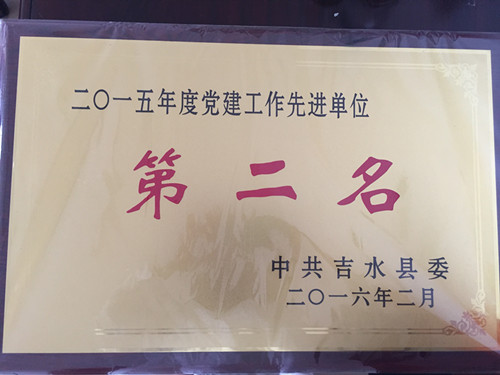 二〇一五年度党建工作先进单位
第二名
中共吉水县委
二〇一六年二月